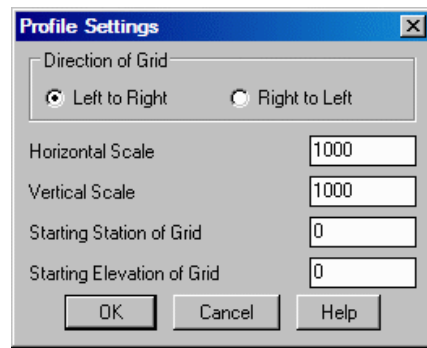 Profile Settings
Direction of Grid
Left to Right Right to Left
Horizontal Scale 1000
Vertical Scale 1000
Starting Station of Grid 0
Starting Elevation of Grid 0
OK Cancel Help